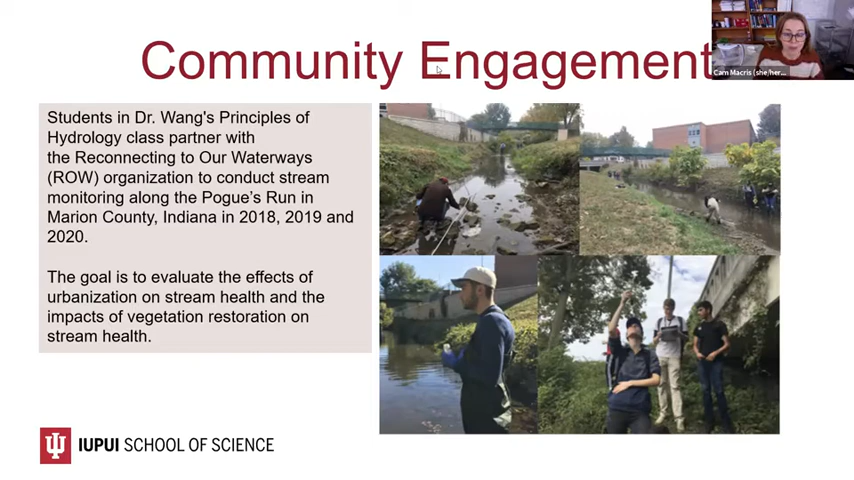 Community Engagement
Cam Macris (she/her...
Students in Dr. Wang's Principles of
Hydrology class partner with
the Reconnecting to Our Waterways
(ROW) organization to conduct stream
monitoring along the Pogue's Run in
Marion County, Indiana in 2018, 2019 and
2020.
The goal is to evaluate the effects of
urbanization on stream health and the
impacts of vegetation restoration on
stream health.
IUPUI SCHOOL OF SCIENCE